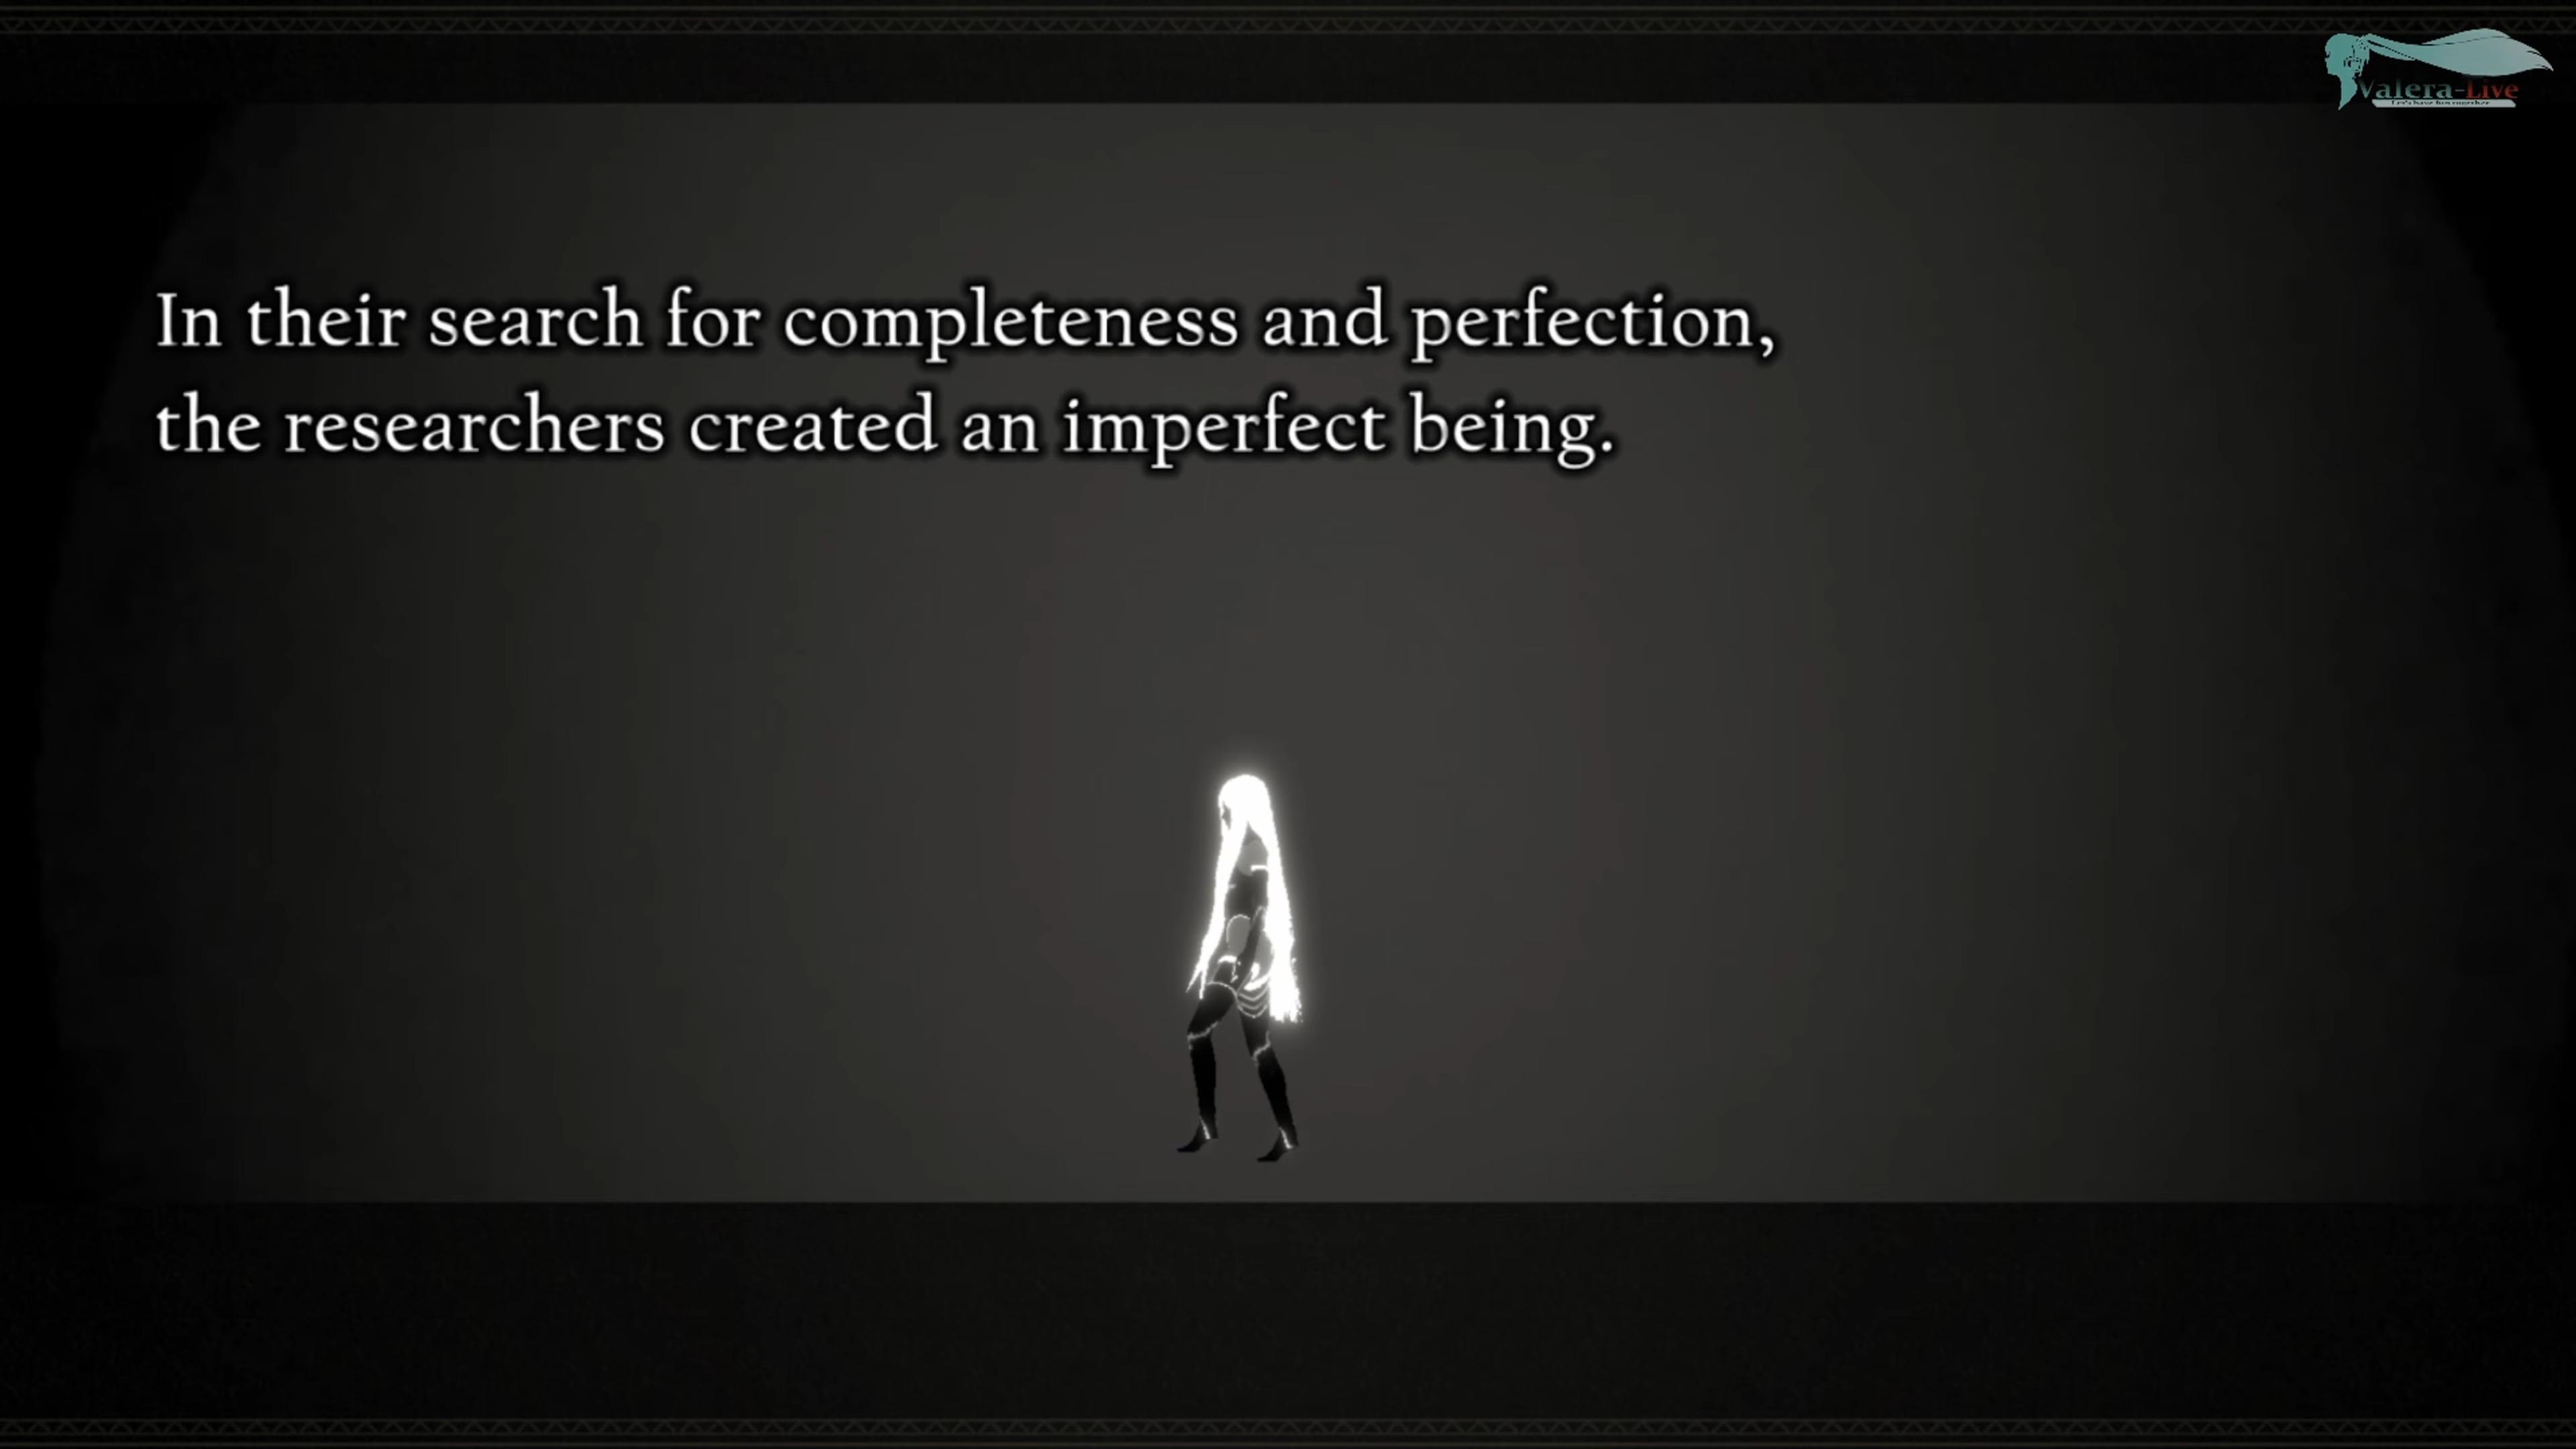 Valera-Live
In their search for completeness and perfection,
the researchers created an imperfect being.